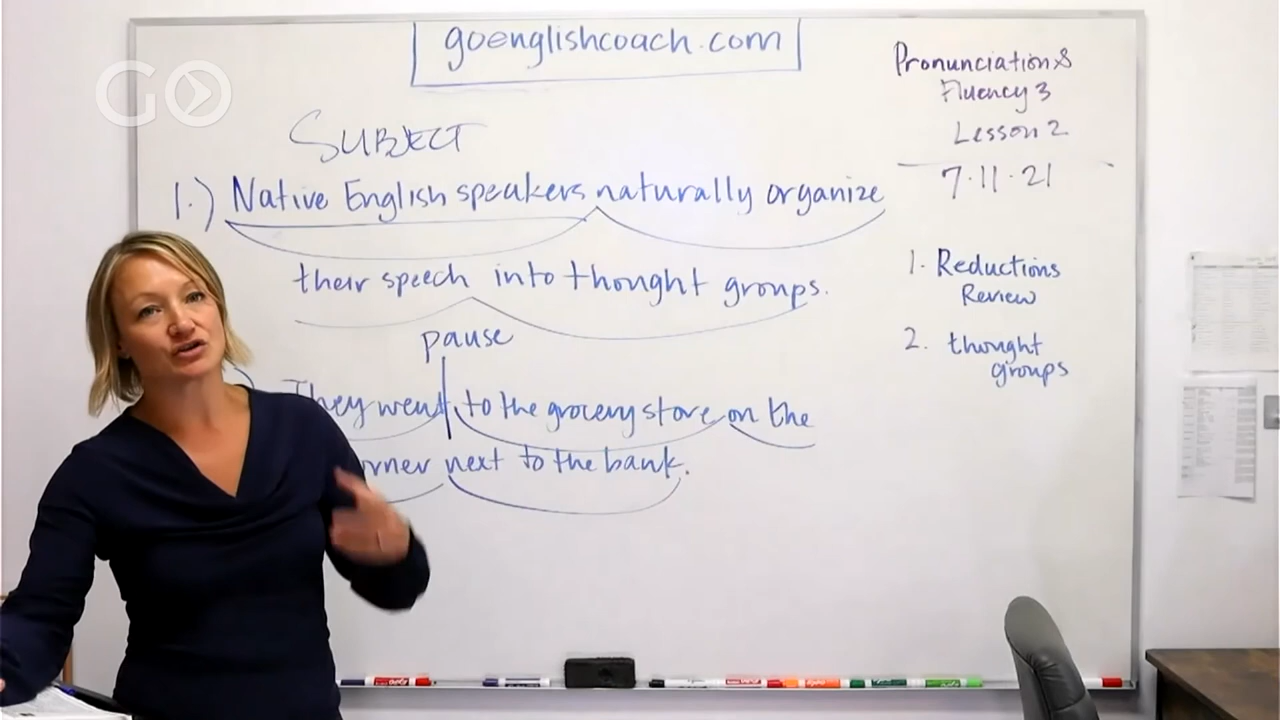 goenglishcoach.com
GO
SUBJECT
1.) Native English speakers naturally organize
their speech into thought groups.
pause
They went to the grocery store on the
orner next to the bank.
Pronunciation &
Fluency 3
Lesson 2
7.11.21
1. Reductions
Review
2. thought
groups